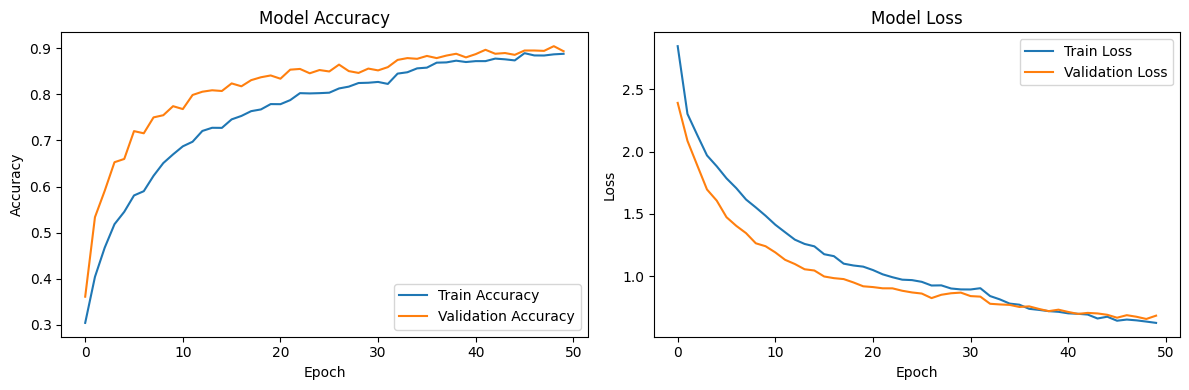 Model Accuracy
0.9
0.8
0.7
0.6
0.5
0.4
0.3
Accuracy
Train Accuracy
Validation Accuracy
0 10 20 30 40 50
Epoch
Model Loss
Train Loss
Validation Loss
2.5
2.0
1.5
1.0
Loss
0 10 20 30 40 50
Epoch